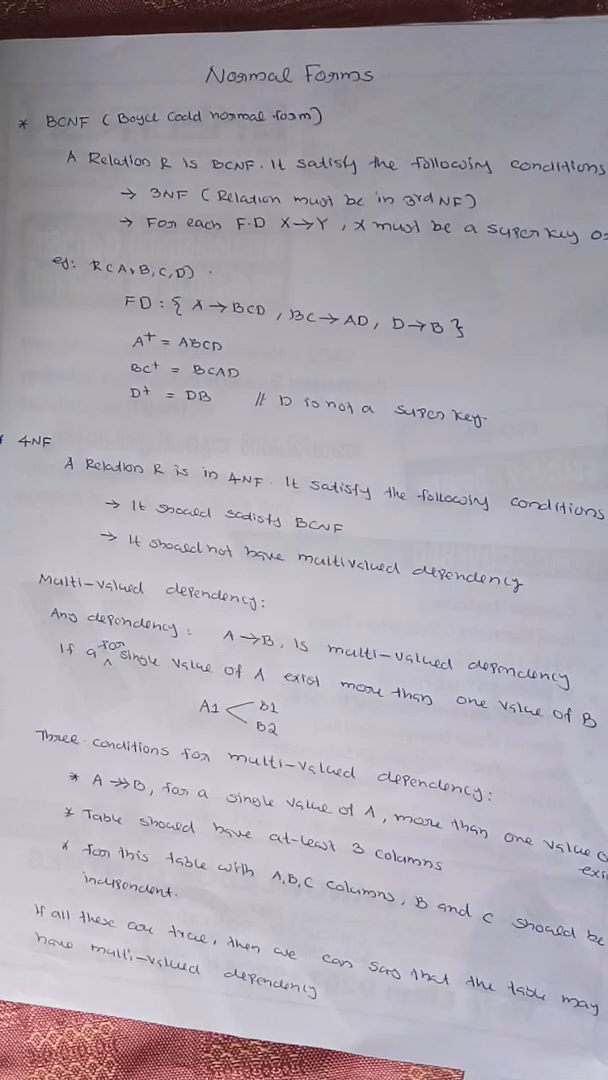 Normal Forms
* BCNF (Boyce Codd normal form)
A Relation R is BCNF. It satisfy the following conditions
→ 3NF (Relation must be in 3rd NF)
→ For each F.D X→Y, X must be a super key
eg: R(A,B,C,D).
FD: { A→BCD, BC→AD, D→B }
A+ = ABCD
BC+ = BCAD
D+ = DB // D is not a super key.
4NF
A Relation R is in 4NF. It satisfy the following conditions
→ It should satisfy BCNF
→ It should not have multivalued dependency
Multi-valued dependency:
Any dependency: A→B, is multi-valued dependency
If a for single value of A exist more than one value of B
A1 < b1
B2
Three conditions for multi-valued dependency:
* A →→B, for a single value of A, more than one value
exi
* Table should have at-least 3 columns
* for this table with A,B,C columns, B and C should be
independent.
If all these are true, then we can say that the table may
have multi-valued dependency